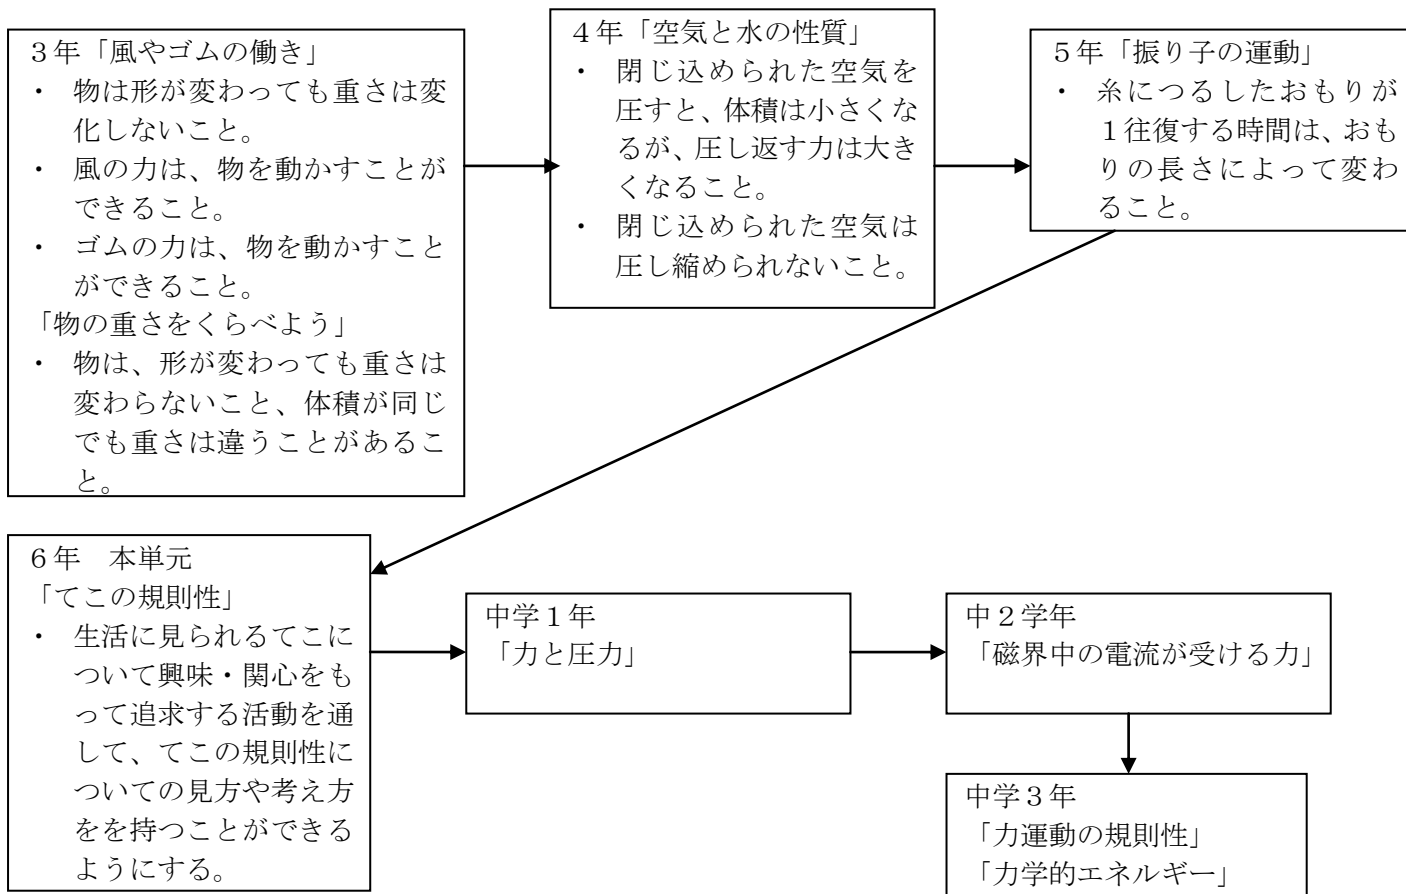 ３年「風やゴムの働き」
・ 物は形が変わっても重さは変
化しないこと。
・ 風の力は、物を動かすことが
できること。
・ ゴムの力は、物を動かすこと
ができること。
「物の重さをくらべよう」
・ 物は、形が変わっても重さは
変わらないこと、体積が同じ
でも重さは違うことがあるこ
と。
４年「空気と水の性質」
・ 閉じ込められた空気を
圧すと、体積は小さくな
るが、圧し返す力は大き
くなること。
・ 閉じ込められた空気は
圧し縮められないこと。
５年「振り子の運動」
・ 糸につるしたおもりが
１往復する時間は、おも
りの長さによって変わ
ること。
６年　本単元
「てこの規則性」
・ 生活に見られるてこに
ついて興味・関心をも
って追求する活動を通
して、てこの規則性に
ついての見方や考え方
をを持つことができる
ようにする。
中学１年
「力と圧力」
中２学年
「磁界中の電流が受ける力」
中学３年
「力運動の規則性」
「力学的エネルギー」